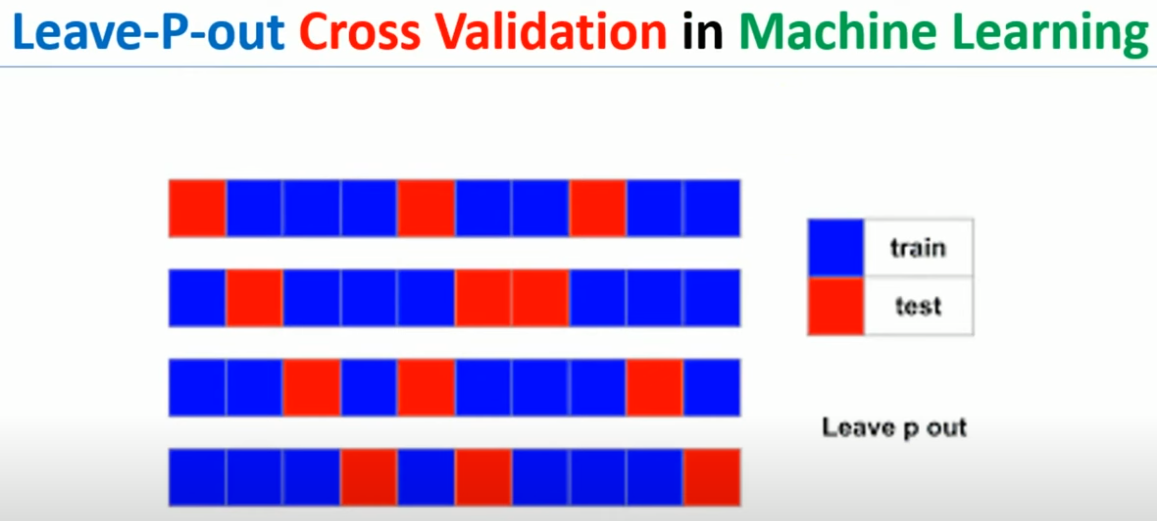 Leave-P-out Cross Validation in Machine Learning
train
test
Leave p out